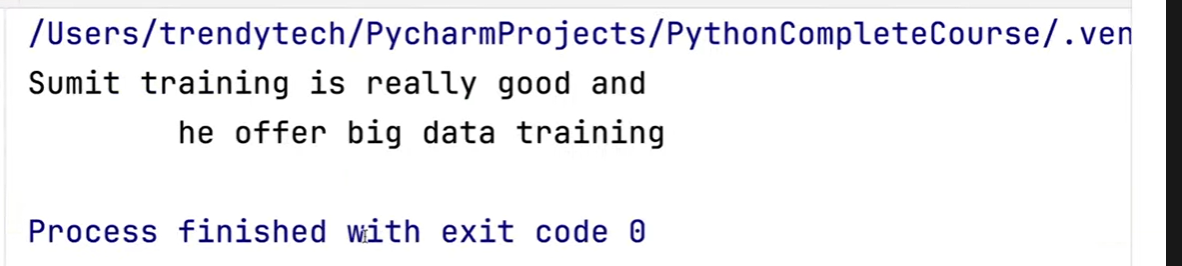 /Users/trendytech/PycharmProjects/PythonCompleteCourse/.ven
Sumit training is really good and
        he offer big data training
Process finished with exit code 0